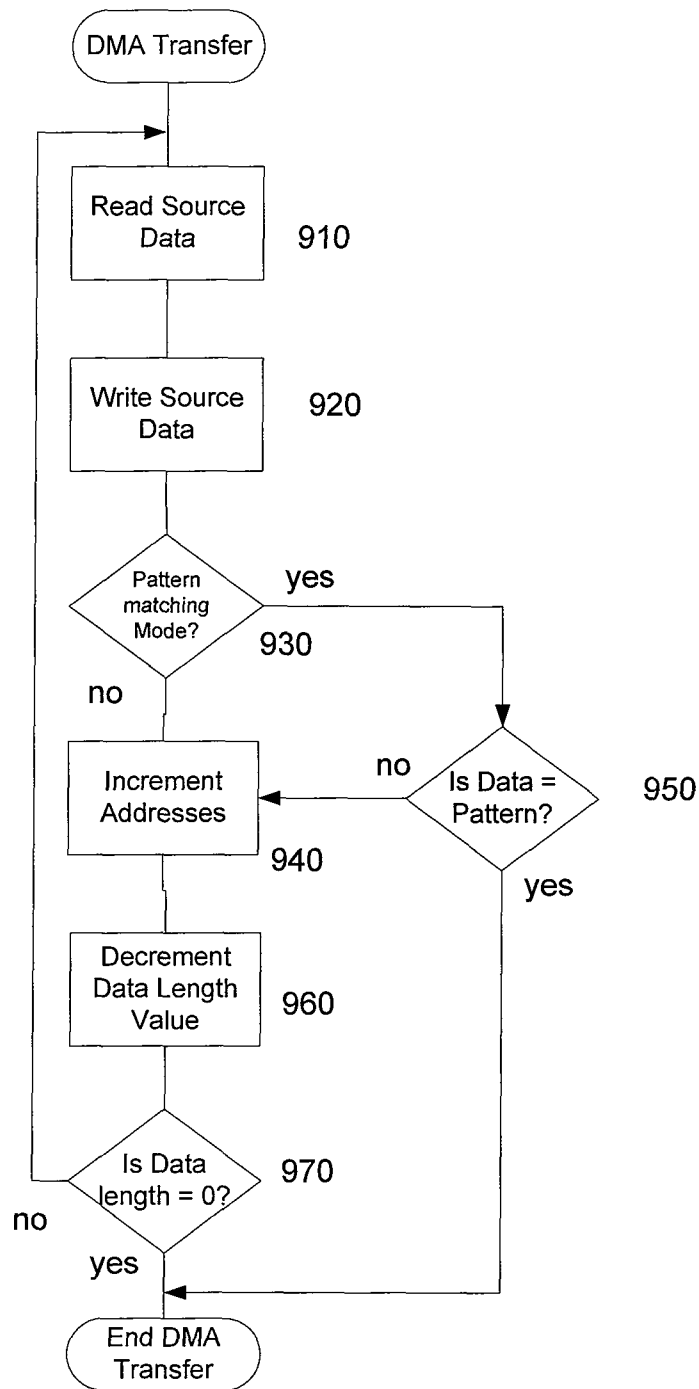 DMA Transfer
Read Source
Data
910
Write Source
Data
920
Pattern
matching
Mode?
yes
930
no
Increment
Addresses
940
no
Is Data =
Pattern?
950
yes
Decrement
Data Length
Value
960
Is Data
length = 0?
970
no
yes
End DMA
Transfer